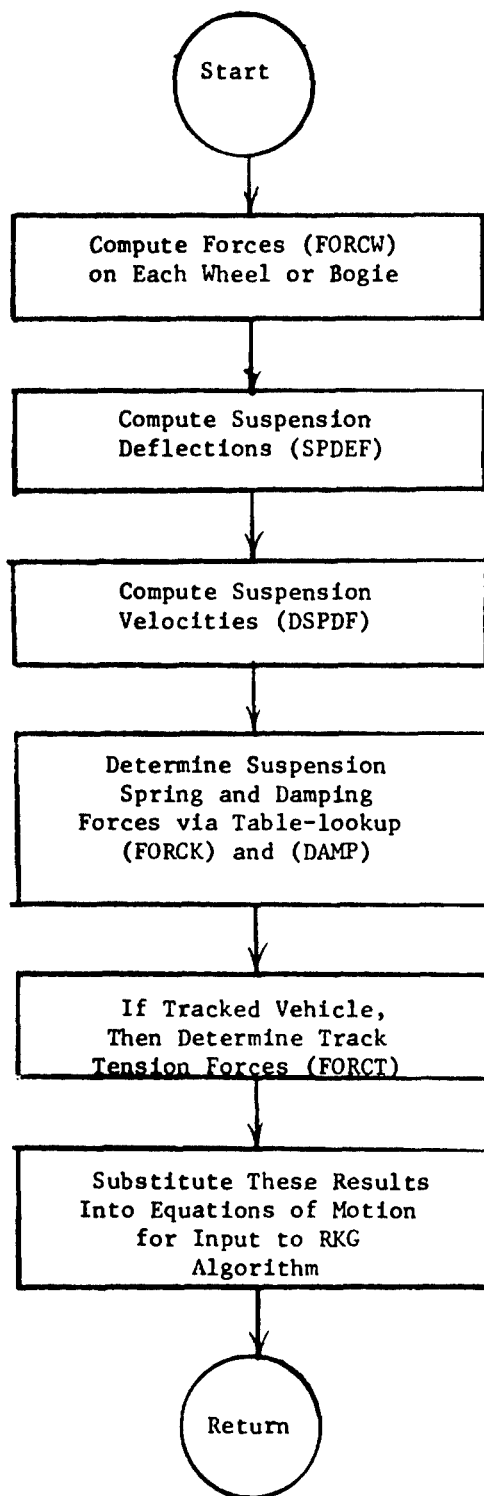 Start
Compute Forces (FORCW)
on Each Wheel or Bogie
Compute Suspension
Deflections (SPDEF)
Compute Suspension
Velocities (DSPDF)
Determine Suspension
Spring and Damping
Forces via Table-lookup
(FORCK) and (DAMP)
If Tracked Vehicle,
Then Determine Track
Tension Forces (FORCT)
Substitute These Results
Into Equations of Motion
for Input to RKG
Algorithm
Return